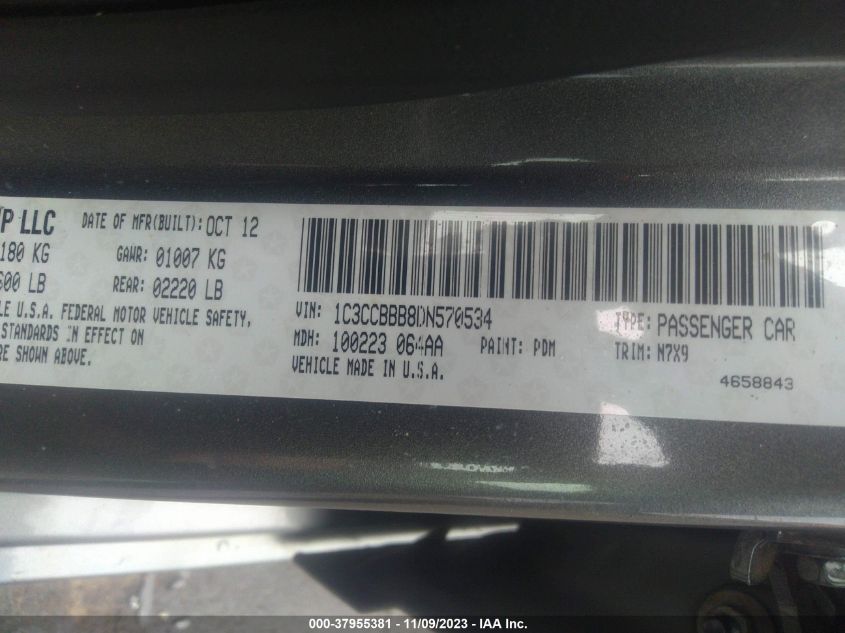 P LLC DATE OF MFR(BUILT): OCT 12
180 KG GAWR: 01007 KG
600 LB REAR: 02220 LB
LE U.S.A. FEDERAL MOTOR VEHICLE SAFETY,
STANDARDS IN EFFECT ON
RE SHOWN ABOVE.
VIN: 1C3CCBBB8DN570534 TYPE: PASSENGER CAR
MDH: 100223 064AA PAINT: PDM TRIM: N7X9
VEHICLE MADE IN U.S.A.
4658843
000-37955381 - 11/09/2023 - IAA Inc.